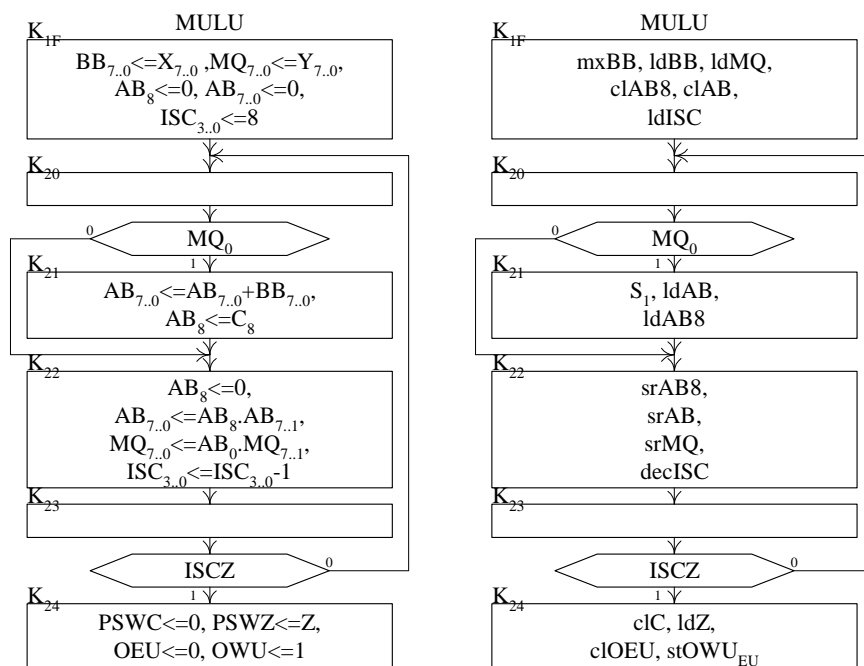 MULU
K1F
BB7..0<=X7..0 ,MQ7..0<=Y7..0,
AB8<=0, AB7..0<=0,
ISC3..0<=8
K20
MQ0
0
1
K21
AB7..0<=AB7..0+BB7..0,
AB8<=C8
K22
AB8<=0,
AB7..0<=AB8.AB7..1,
MQ7..0<=AB0.MQ7..1,
ISC3..0<=ISC3..0-1
K23
ISCZ
0
1
K24
PSWC<=0, PSWZ<=Z,
OEU<=0, OWU<=1
MULU
K1F
mxBB, ldBB, ldMQ,
clAB8, clAB,
ldISC
K20
MQ0
0
1
K21
S1, ldAB,
ldAB8
K22
srAB8,
srAB,
srMQ,
decISC
K23
ISCZ
0
1
K24
clC, ldZ,
clOEU, stOWUEU